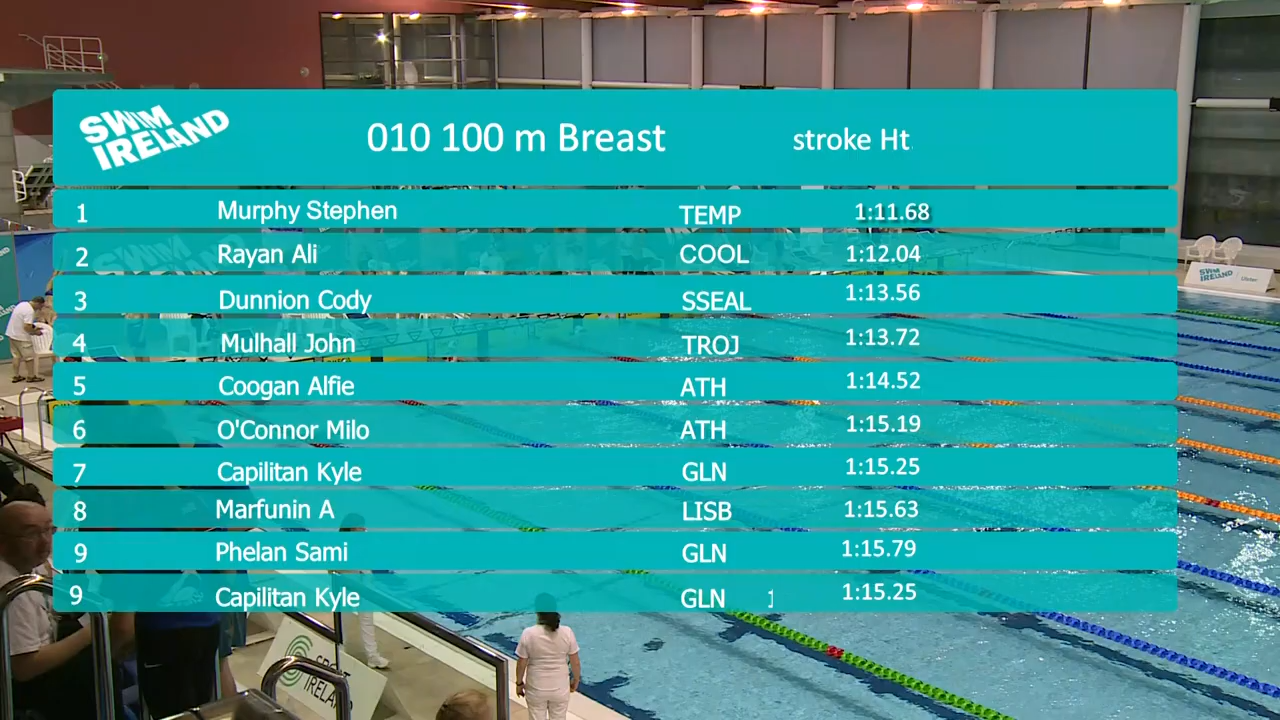 SWIM IRELAND
010 100 m Breast stroke Ht.
1 Murphy Stephen TEMP 1:11.68
2 Rayan Ali COOL 1:12.04
3 Dunnion Cody SSEAL 1:13.56
4 Mulhall John TROJ 1:13.72
5 Coogan Alfie ATH 1:14.52
6 O'Connor Milo ATH 1:15.19
7 Capilitan Kyle GLN 1:15.25
8 Marfunin A LISB 1:15.63
9 Phelan Sami GLN 1:15.79
9 Capilitan Kyle GLN 1 1:15.25
SWIM IRELAND
SPORT IRELAND